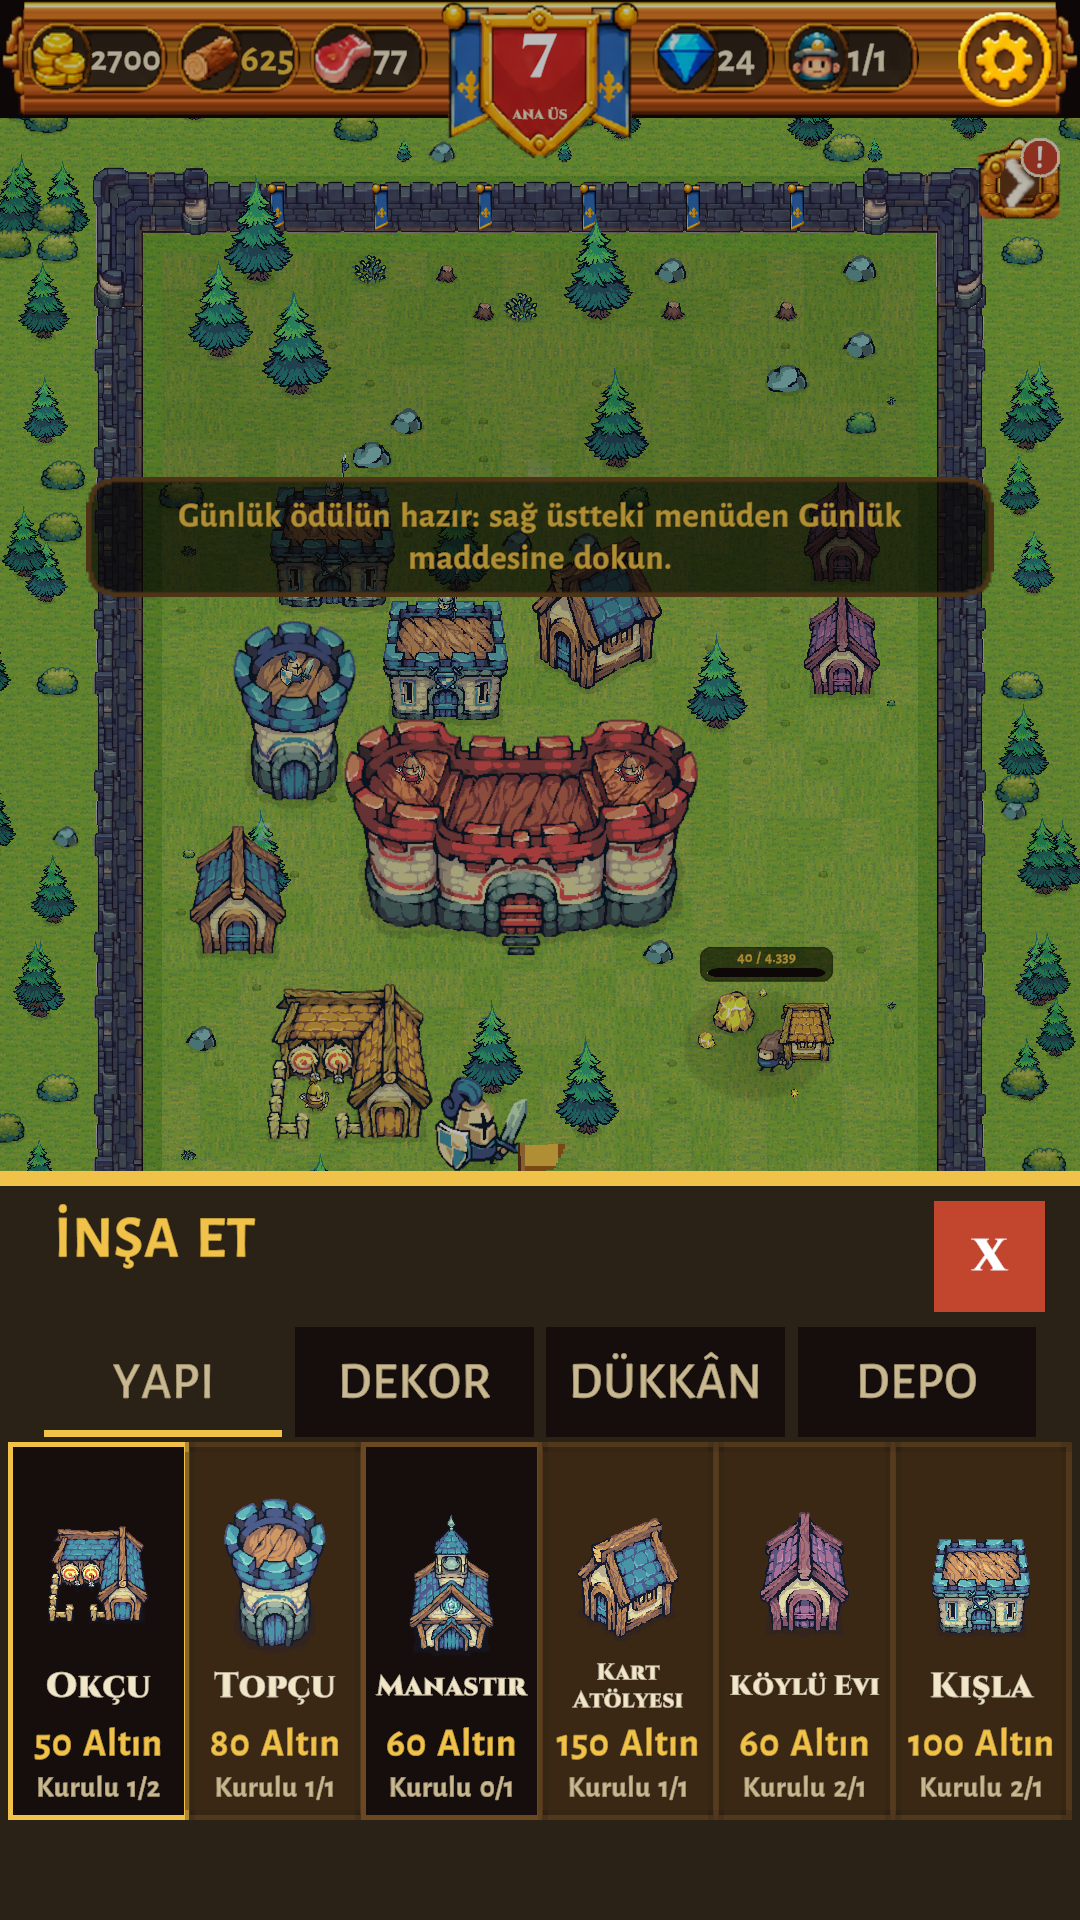 2700
625
77
7
ANA ÜS
24
1/1
!
Günlük ödülün hazır: sağ üstteki menüden Günlük
maddesine dokun.
40 / 4.339
İNŞA ET
X
YAPI
DEKOR
DÜKKÂN
DEPO
OKÇU
50 Altın
Kurulu 1/2
TOPÇU
80 Altın
Kurulu 1/1
MANASTIR
60 Altın
Kurulu 0/1
KART
ATÖLYESI
150 Altın
Kurulu 1/1
KÖYLÜ EVI
60 Altın
Kurulu 2/1
KIŞLA
100 Altın
Kurulu 2/1